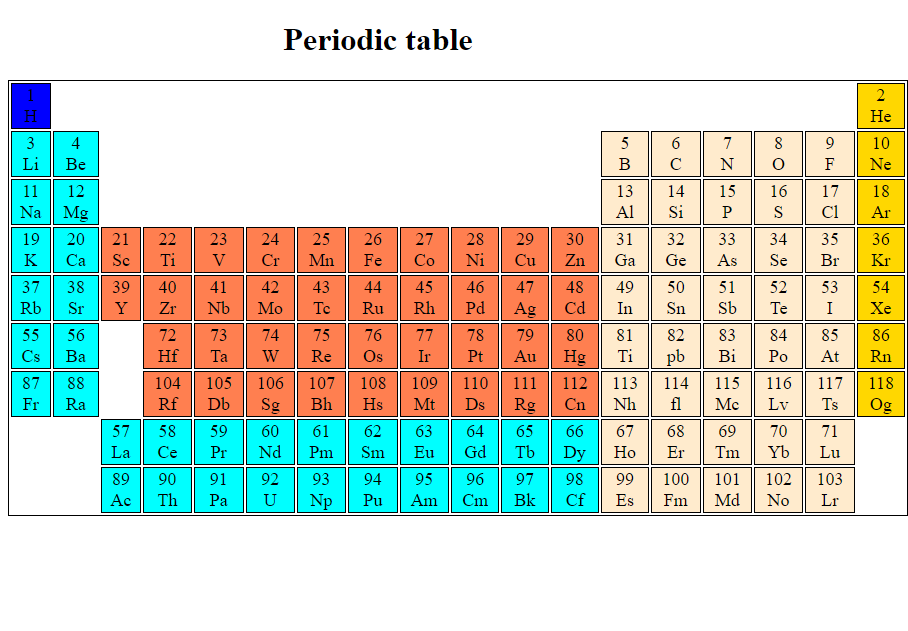 Periodic table
1 2
H He
3 4 5 6 7 8 9 10
Li Be B C N O F Ne
11 12 13 14 15 16 17 18
Na Mg Al Si P S Cl Ar
19 20 21 22 23 24 25 26 27 28 29 30 31 32 33 34 35 36
K Ca Sc Ti V Cr Mn Fe Co Ni Cu Zn Ga Ge As Se Br Kr
37 38 39 40 41 42 43 44 45 46 47 48 49 50 51 52 53 54
Rb Sr Y Zr Nb Mo Tc Ru Rh Pd Ag Cd In Sn Sb Te I Xe
55 56 72 73 74 75 76 77 78 79 80 81 82 83 84 85 86
Cs Ba Hf Ta W Re Os Ir Pt Au Hg Ti pb Bi Po At Rn
87 88 104 105 106 107 108 109 110 111 112 113 114 115 116 117 118
Fr Ra Rf Db Sg Bh Hs Mt Ds Rg Cn Nh fl Mc Lv Ts Og
57 58 59 60 61 62 63 64 65 66 67 68 69 70 71
La Ce Pr Nd Pm Sm Eu Gd Tb Dy Ho Er Tm Yb Lu
89 90 91 92 93 94 95 96 97 98 99 100 101 102 103
Ac Th Pa U Np Pu Am Cm Bk Cf Es Fm Md No Lr